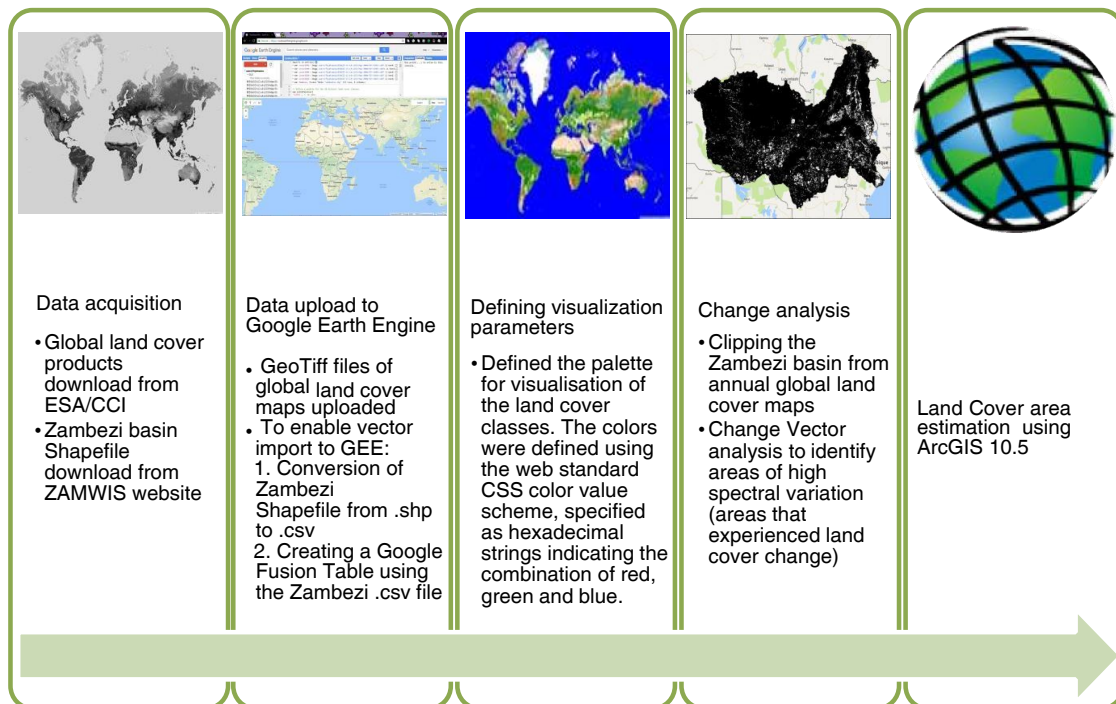 Google Earth Engine
Data acquisition
• Global land cover
products
download from
ESA/CCI
• Zambezi basin
Shapefile
download from
ZAMWIS website
Data upload to
Google Earth Engine
• GeoTiff files of
global land cover
maps uploaded
• To enable vector
import to GEE:
1. Conversion of
Zambezi
Shapefile from .shp
to .csv
2. Creating a Google
Fusion Table using
the Zambezi .csv file
Defining visualization
parameters
• Defined the palette
for visualisation of
the land cover
classes. The colors
were defined using
the web standard
CSS color value
scheme, specified
as hexadecimal
strings indicating the
combination of red,
green and blue.
Change analysis
• Clipping the
Zambezi basin from
annual global land
cover maps
• Change Vector
analysis to identify
areas of high
spectral variation
(areas that
experienced land
cover change)
Land Cover area
estimation using
ArcGIS 10.5